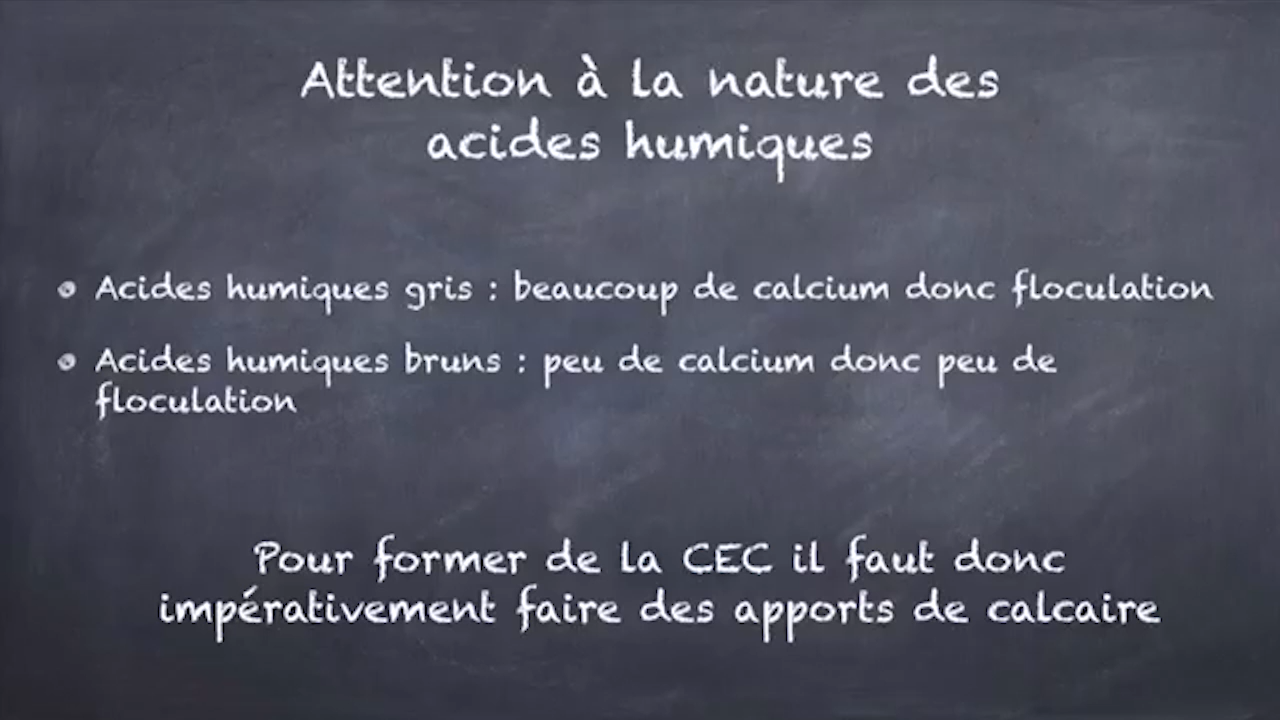 Attention à la nature des
acides humiques
Acides humiques gris : beaucoup de calcium donc floculation
Acides humiques bruns : peu de calcium donc peu de
floculation
Pour former de la CEC il faut donc
impérativement faire des apports de calcaire